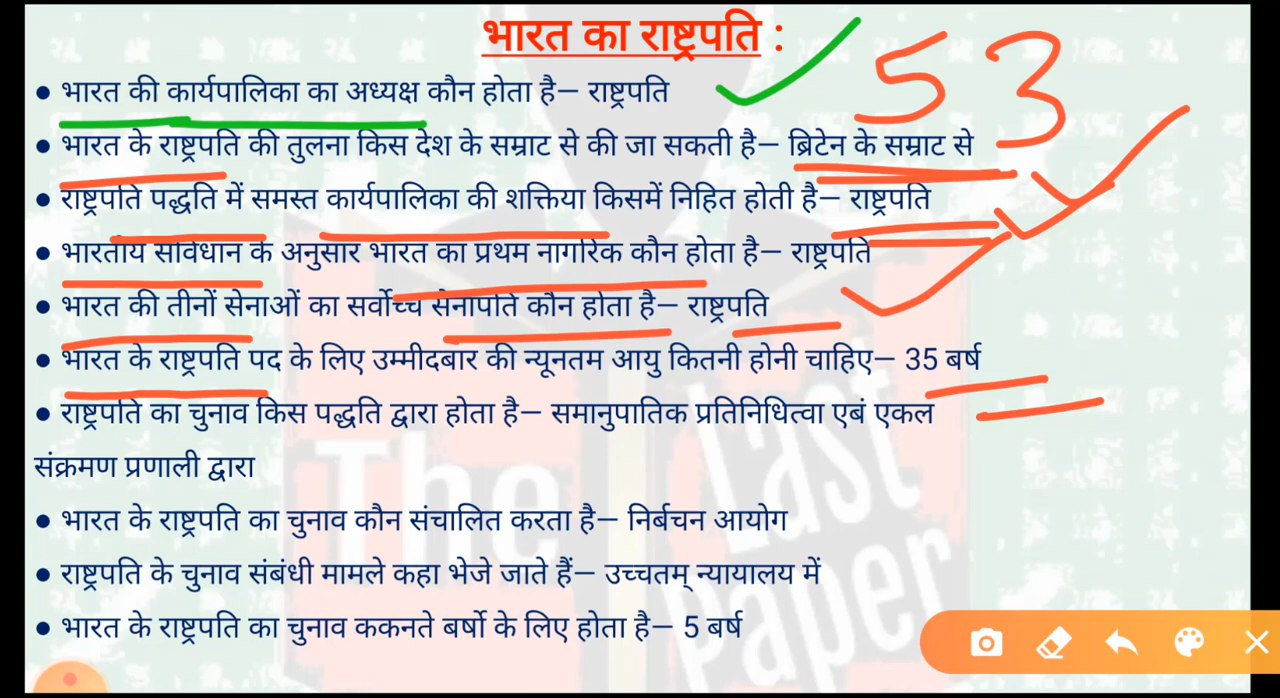 भारत का राष्ट्रपति :
53
• भारत की कार्यपालिका का अध्यक्ष कौन होता है– राष्ट्रपति
• भारत के राष्ट्रपति की तुलना किस देश के सम्राट से की जा सकती है– ब्रिटेन के सम्राट से
• राष्ट्रपति पद्धति में समस्त कार्यपालिका की शक्तिया किसमें निहित होती है– राष्ट्रपति
• भारतीय संविधान के अनुसार भारत का प्रथम नागरिक कौन होता है– राष्ट्रपति
• भारत की तीनों सेनाओं का सर्वोच्च सेनापति कौन होता है– राष्ट्रपति
• भारत के राष्ट्रपति पद के लिए उम्मीदबार की न्यूनतम आयु कितनी होनी चाहिए– 35 बर्ष
• राष्ट्रपति का चुनाव किस पद्धति द्वारा होता है– समानुपातिक प्रतिनिधित्वा एबं एकल
संक्रमण प्रणाली द्वारा
• भारत के राष्ट्रपति का चुनाव कौन संचालित करता है– निर्बचन आयोग
• राष्ट्रपति के चुनाव संबंधी मामले कहा भेजे जाते हैं– उच्चतम् न्यायालय में
• भारत के राष्ट्रपति का चुनाव ककनते बर्षो के लिए होता है– 5 बर्ष
The Last Paper